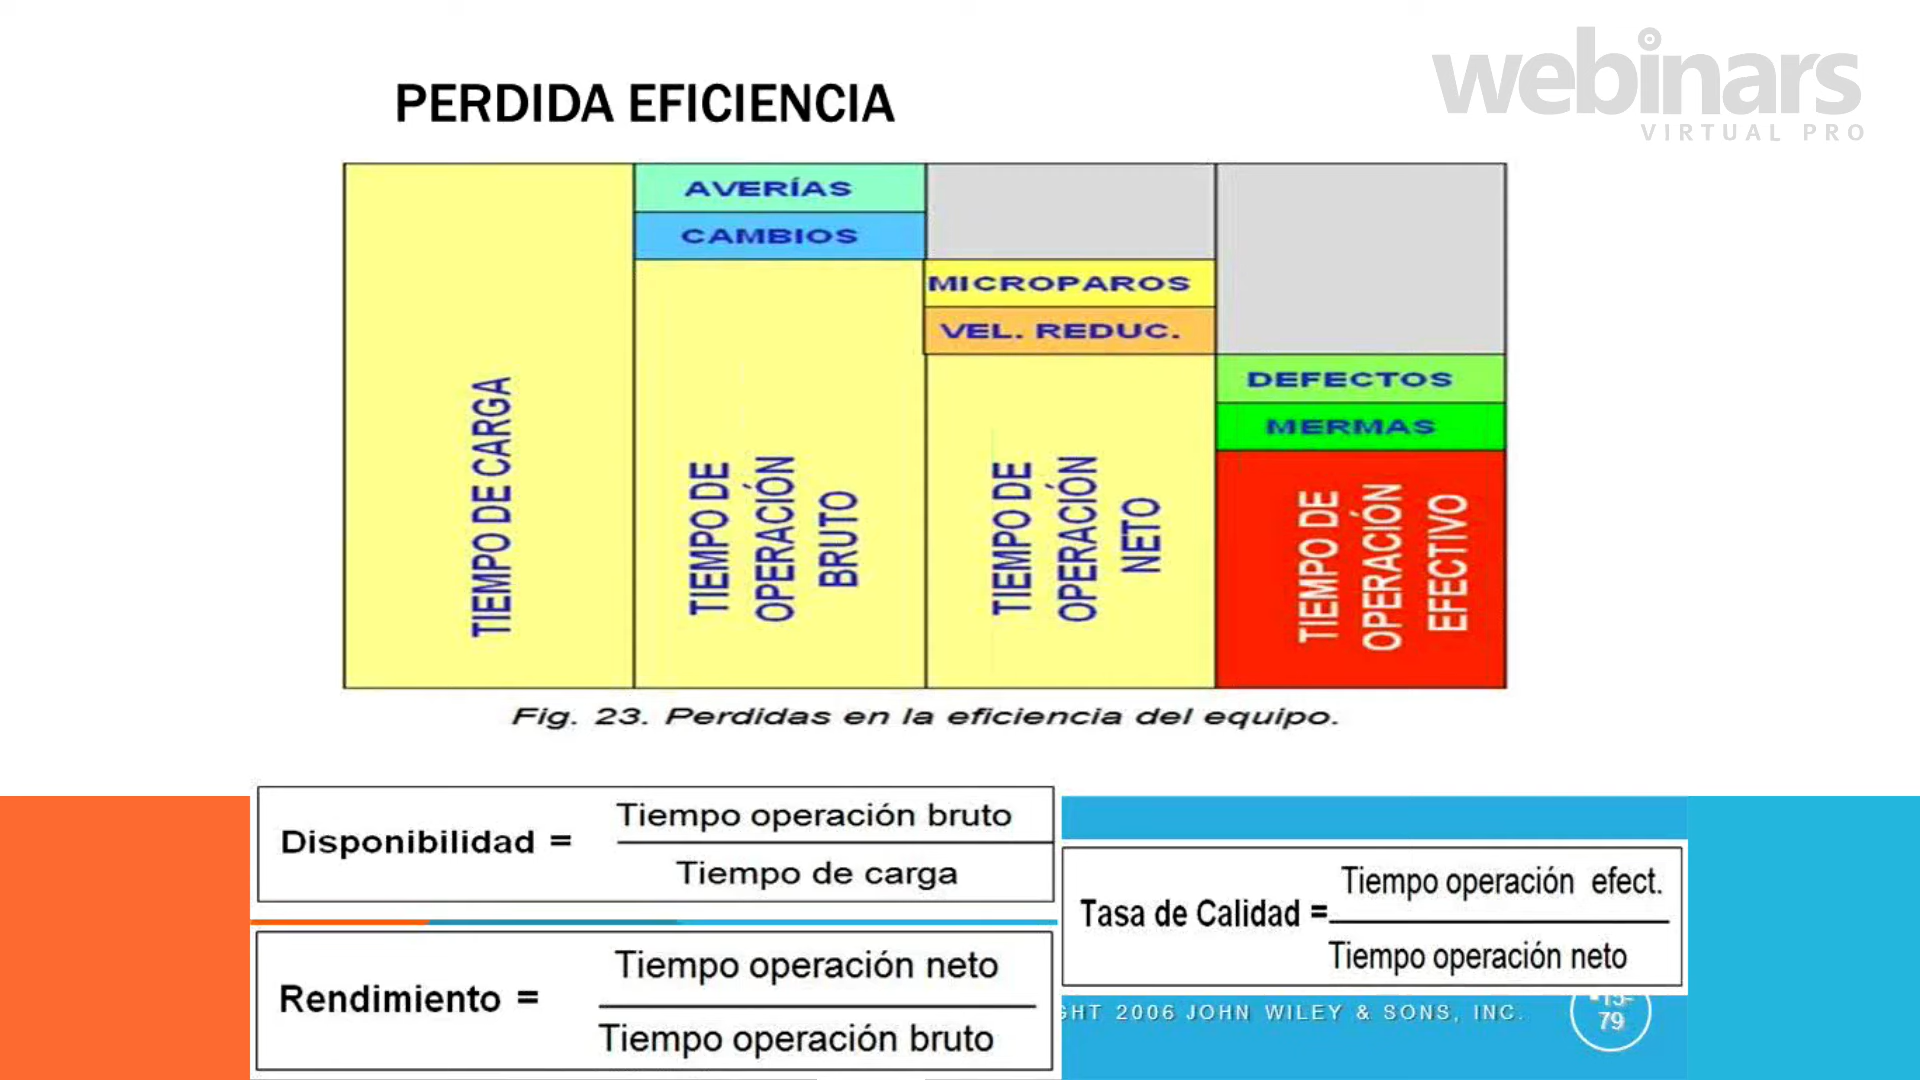 webinars
VIRTUAL PRO
PERDIDA EFICIENCIA
TIEMPO DE CARGA
AVERÍAS
CAMBIOS
TIEMPO DE
OPERACIÓN
BRUTO
MICROPAROS
VEL. REDUC.
TIEMPO DE
OPERACIÓN
NETO
DEFECTOS
MERMAS
TIEMPO DE
OPERACIÓN
EFECTIVO
Fig. 23. Perdidas en la eficiencia del equipo.
Disponibilidad = Tiempo operación bruto
Tiempo de carga
Tasa de Calidad = Tiempo operación efect.
Tiempo operación neto
Rendimiento = Tiempo operación neto
Tiempo operación bruto
2006 JOHN WILEY & SONS, INC.
79